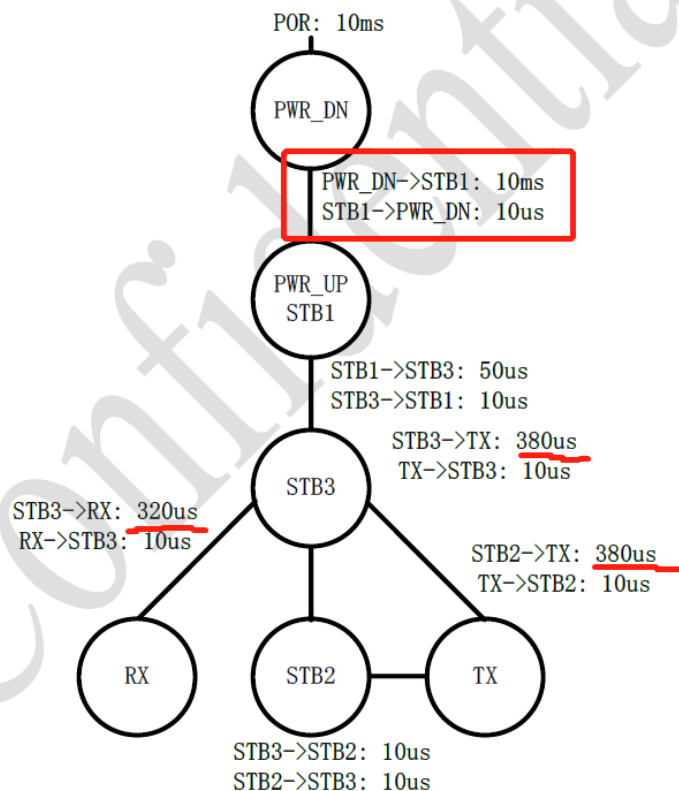 POR: 10ms
PWR_DN
PWR_DN->STB1: 10ms
STB1->PWR_DN: 10us
PWR_UP
STB1
STB1->STB3: 50us
STB3->STB1: 10us
STB3->TX: 380us
TX->STB3: 10us
STB3
STB3->RX: 320us
RX->STB3: 10us
STB2->TX: 380us
TX->STB2: 10us
RX
STB2
TX
STB3->STB2: 10us
STB2->STB3: 10us
Confidential